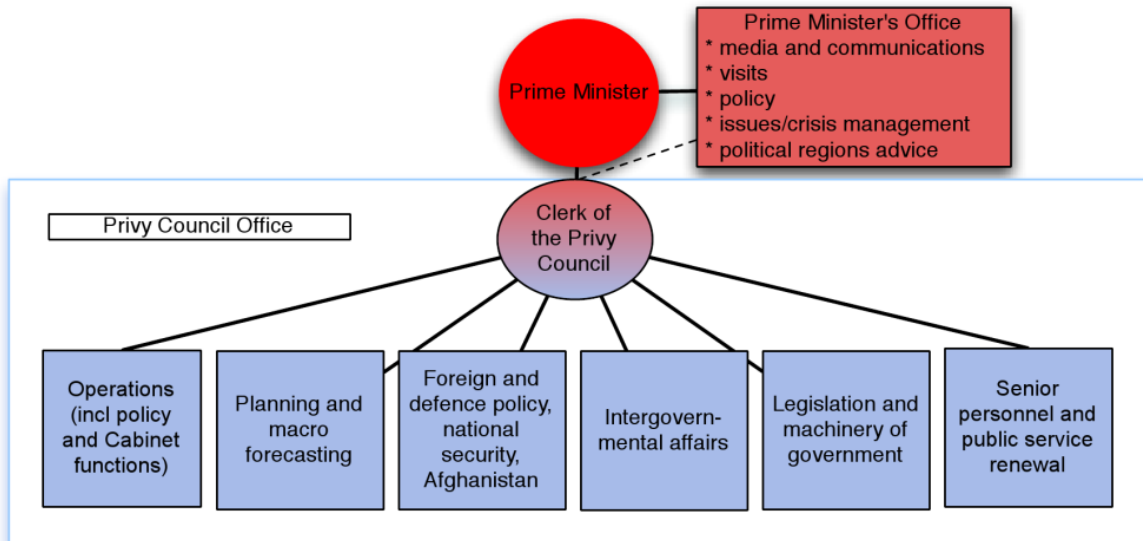 Prime Minister
Prime Minister's Office
* media and communications
* visits
* policy
* issues/crisis management
* political regions advice
Privy Council Office
Clerk of
the Privy
Council
Operations
(incl policy
and Cabinet
functions)
Planning and
macro
forecasting
Foreign and
defence policy,
national
security,
Afghanistan
Intergovern-
mental affairs
Legislation and
machinery of
government
Senior
personnel and
public service
renewal